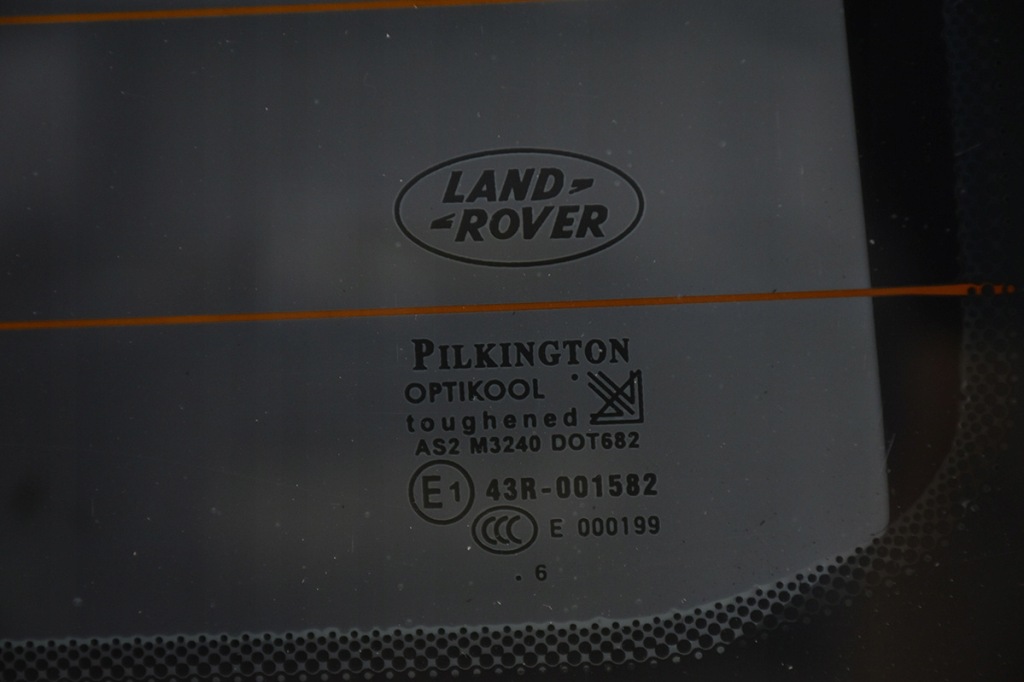 LAND
ROVER
PILKINGTON
OPTIKOOL
toughened
AS2 M3240 DOT682
E1 43R-001582
CCC E 000199
. 6